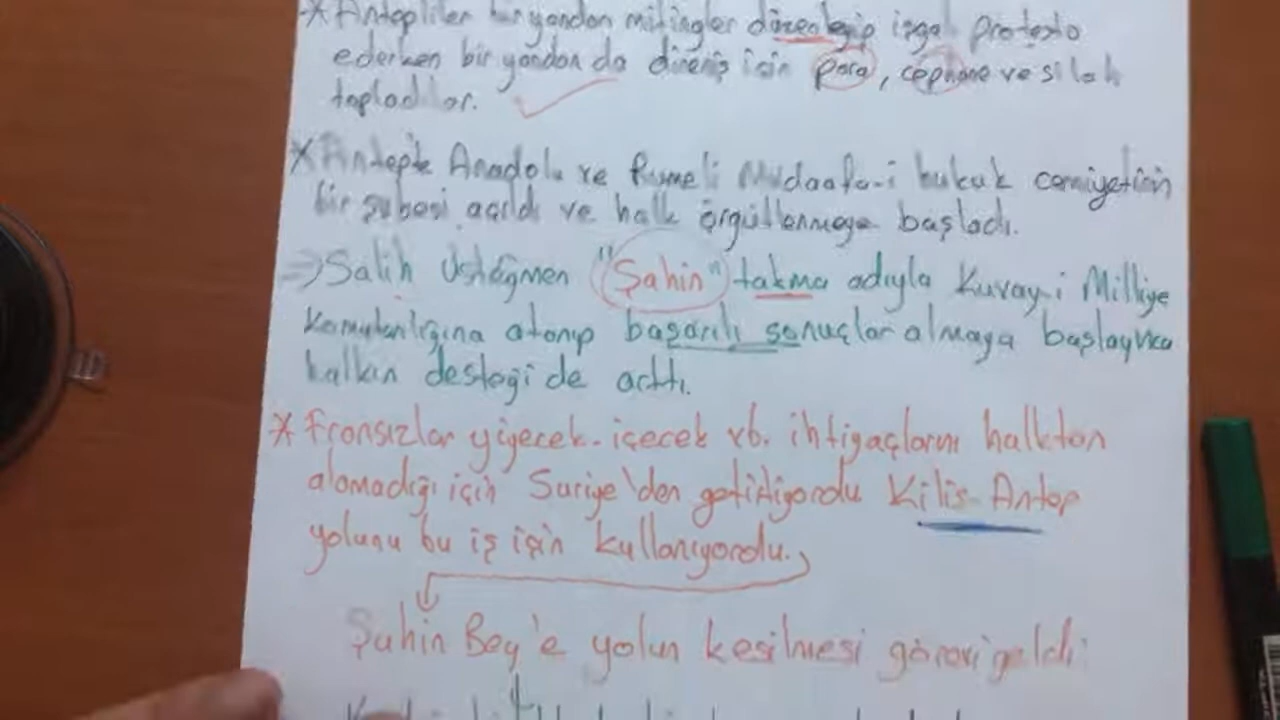 * Antepliler bir yandan mitingler düzenleyip işgali protesto
ederken bir yandan da direniş için para, cephane ve silah
topladılar.
* Antep'te Anadolu ve Rumeli Müdaafa-i hukuk cemiyetinin
bir şubesi açıldı ve halk örgütlenmeye başladı.
⇒ Salih Üsteğmen "Şahin" takma adıyla Kuvay-i Milliye
Komutanlığına atanıp başarılı sonuçlar almaya başlayınca
halkın desteği de arttı.
* Fransızlar yiyecek-içecek vb. ihtiyaçlarını halktan
alamadığı için Suriye'den getiriyordu Kilis-Antep
yolunu bu iş için kullanıyordu.
Şahin Bey'e yolun kesilmesi görevi geldi